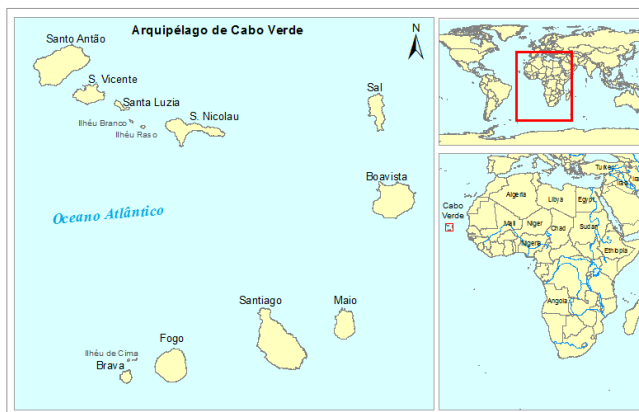 Arquipélago de Cabo Verde
N
Santo Antão
S. Vicente
Santa Luzia
Ilhéu Branco
Ilhéu Raso
S. Nicolau
Sal
Boavista
Oceano Atlântico
Santiago
Maio
Fogo
Ilhéu de Cima
Brava
Cabo
Verde
Algeria
Libya
Egypt
Mali
Niger
Chad
Sudan
Nigeria
Ethiopia
Angola